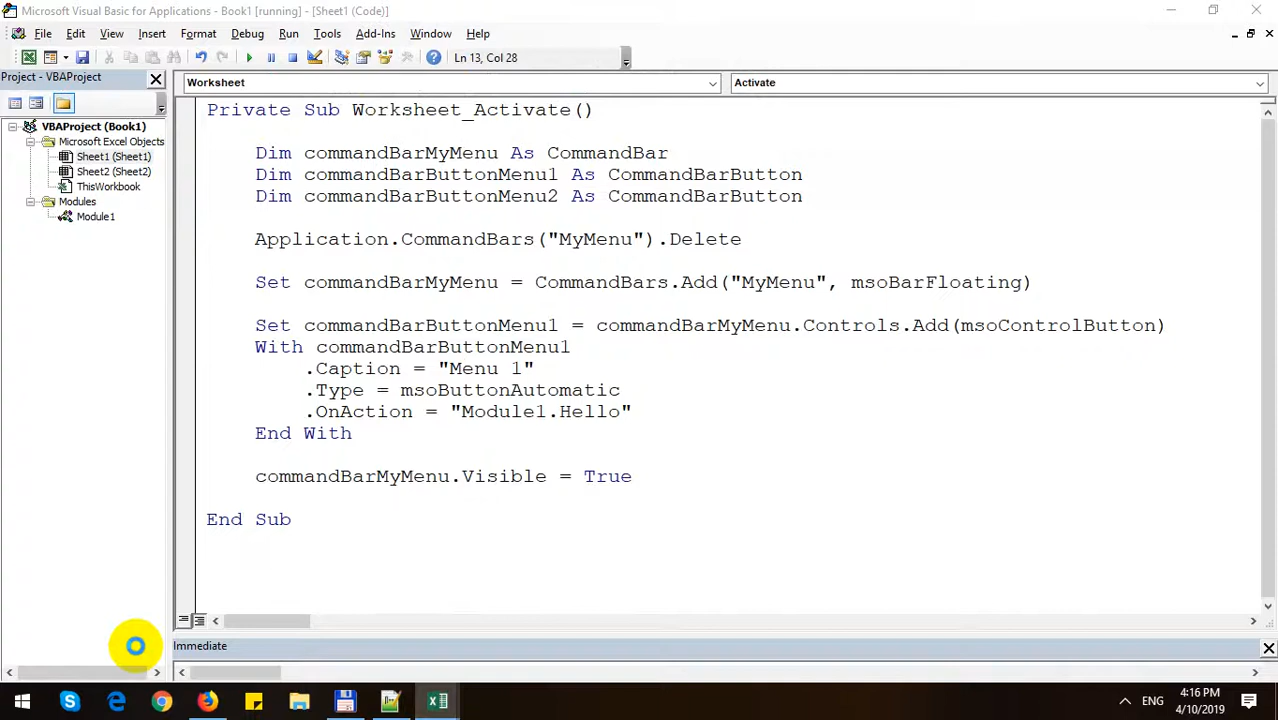 Microsoft Visual Basic for Applications - Book1 [running] - [Sheet1 (Code)]
File Edit View Insert Format Debug Run Tools Add-Ins Window Help
Ln 13, Col 28
Project - VBAProject
Worksheet
Activate
VBAProject (Book1)
Microsoft Excel Objects
Sheet1 (Sheet1)
Sheet2 (Sheet2)
ThisWorkbook
Modules
Module1
Private Sub Worksheet_Activate()
Dim commandBarMyMenu As CommandBar
Dim commandBarButtonMenu1 As CommandBarButton
Dim commandBarButtonMenu2 As CommandBarButton
Application.CommandBars("MyMenu").Delete
Set commandBarMyMenu = CommandBars.Add("MyMenu", msoBarFloating)
Set commandBarButtonMenu1 = commandBarMyMenu.Controls.Add(msoControlButton)
With commandBarButtonMenu1
.Caption = "Menu 1"
.Type = msoButtonAutomatic
.OnAction = "Module1.Hello"
End With
commandBarMyMenu.Visible = True
End Sub
Immediate
ENG
4:16 PM
4/10/2019